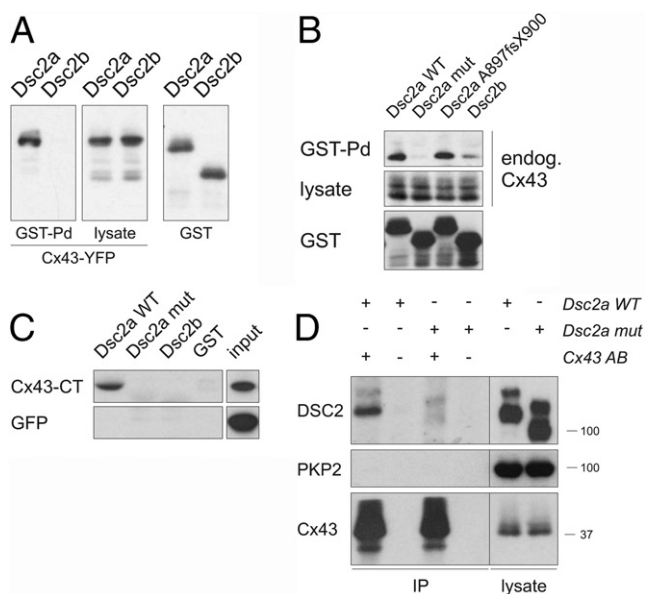 A
Dsc2a
Dsc2b
Dsc2a
Dsc2b
Dsc2a
Dsc2b
GST-Pd
lysate
GST
Cx43-YFP
B
Dsc2a WT
Dsc2a mut
Dsc2a A897fsX900
Dsc2b
GST-Pd
lysate
endog.
Cx43
GST
C
Dsc2a WT
Dsc2a mut
Dsc2b
GST
input
Cx43-CT
GFP
D
+ + - - + - Dsc2a WT
- - + + - + Dsc2a mut
+ - + - Cx43 AB
DSC2
100
PKP2
100
Cx43
37
IP
lysate